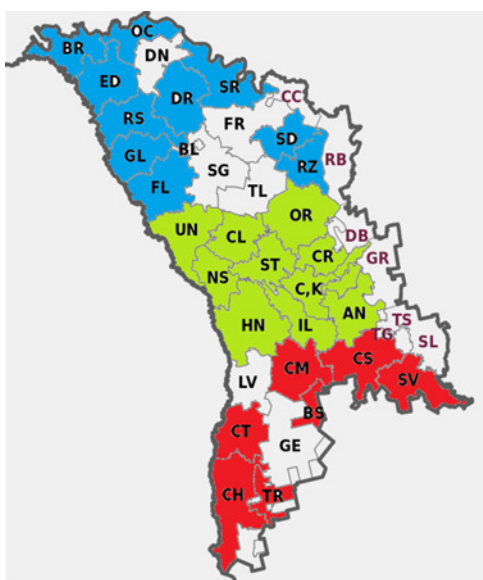 OC
BR
DN
ED
SR
DR
CC
RS
FR
SD
BL
GL
RB
RZ
SG
FL
TL
OR
UN
CL
DB
CR
GR
ST
NS
C,K
AN
TS
HN
IL
TG
SL
CS
CM
LV
SV
BS
CT
GE
CH
TR